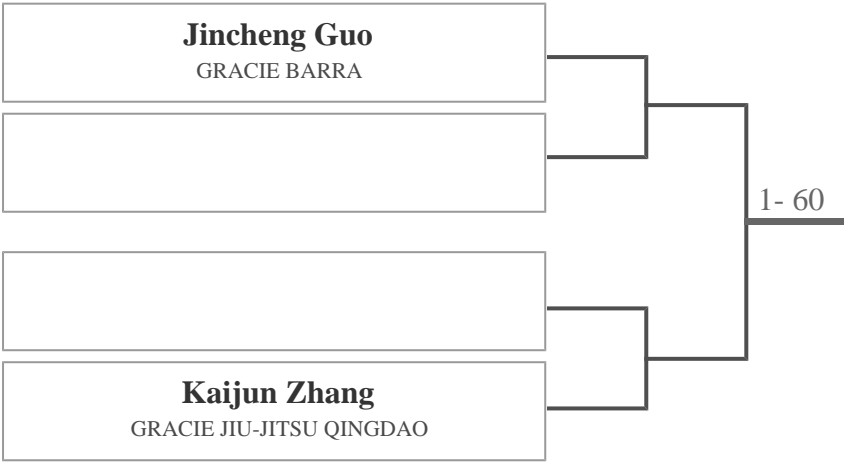 Jincheng Guo
GRACIE BARRA
1- 60
Kaijun Zhang
GRACIE JIU-JITSU QINGDAO